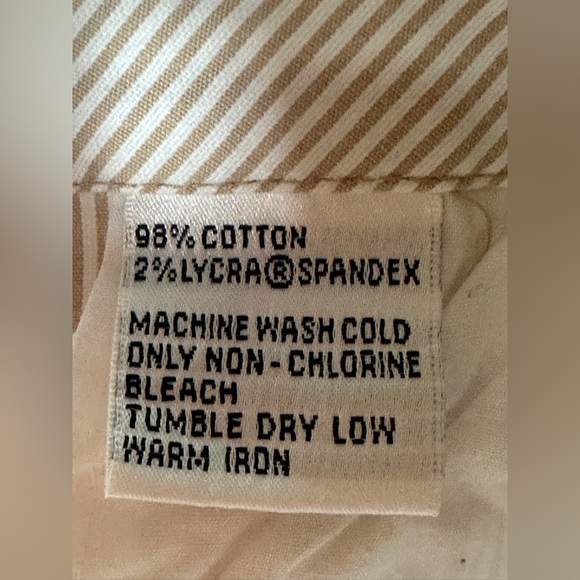 98% COTTON
2% LYCRA® SPANDEX
MACHINE WASH COLD
ONLY NON-CHLORINE
BLEACH
TUMBLE DRY LOW
WARM IRON